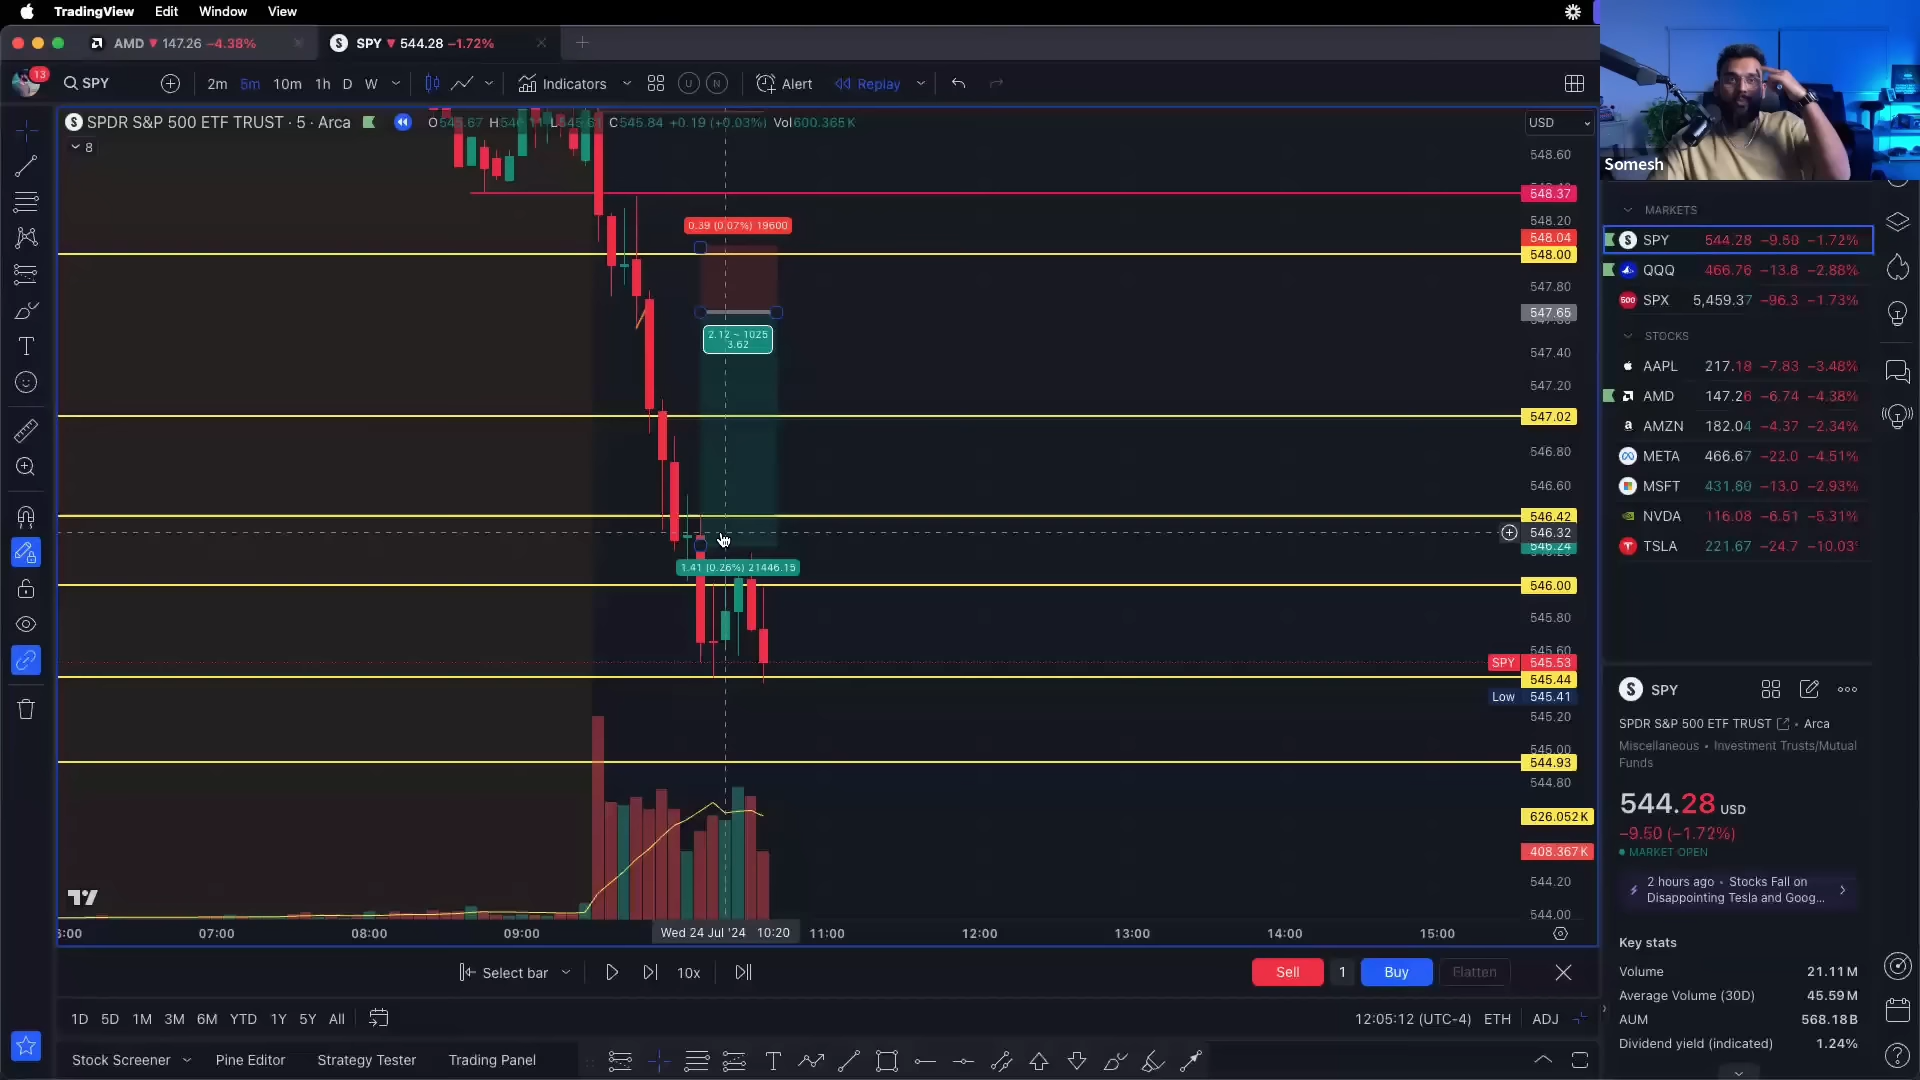 TradingView Edit Window View
AMD 147.26 −4.38%
SPY 544.28 −1.72%
13
SPY 2m 5m 10m 1h D W Indicators U N Alert Replay
SPDR S&P 500 ETF TRUST · 5 · Arca
8
USD
548.60
548.37
548.20
548.04
548.00
547.80
547.65
547.40
547.20
547.02
546.80
546.60
546.42
546.32
546.24
546.00
545.80
545.60
SPY 545.53
545.44
Low 545.41
545.20
545.00
544.93
544.80
626.052K
408.367K
544.20
544.00
0.39 (0.07%) 19600
2.12 ~ 1025
3.62
1.41 (0.26%) 21446.15
07:00 08:00 09:00 Wed 24 Jul '24 10:20 11:00 12:00 13:00 14:00 15:00
Select bar 10x
Sell 1 Buy Flatten
1D 5D 1M 3M 6M YTD 1Y 5Y All
12:05:12 (UTC-4) ETH ADJ
Stock Screener Pine Editor Strategy Tester Trading Panel
Somesh
MARKETS
SPY 544.28 −9.50 −1.72%
QQQ 466.76 −13.8 −2.88%
SPX 5,459.37 −96.3 −1.73%
STOCKS
AAPL 217.18 −7.83 −3.48%
AMD 147.26 −6.74 −4.38%
AMZN 182.04 −4.37 −2.34%
META 466.67 −22.0 −4.51%
MSFT 431.80 −13.0 −2.93%
NVDA 116.08 −6.51 −5.31%
TSLA 221.67 −24.7 −10.03
SPY
SPDR S&P 500 ETF TRUST • Arca
Miscellaneous • Investment Trusts/Mutual
Funds
544.28 USD
−9.50 (−1.72%)
MARKET OPEN
2 hours ago • Stocks Fall on
Disappointing Tesla and Goog...
Key stats
Volume 21.11M
Average Volume (30D) 45.59M
AUM 568.18B
Dividend yield (indicated) 1.24%